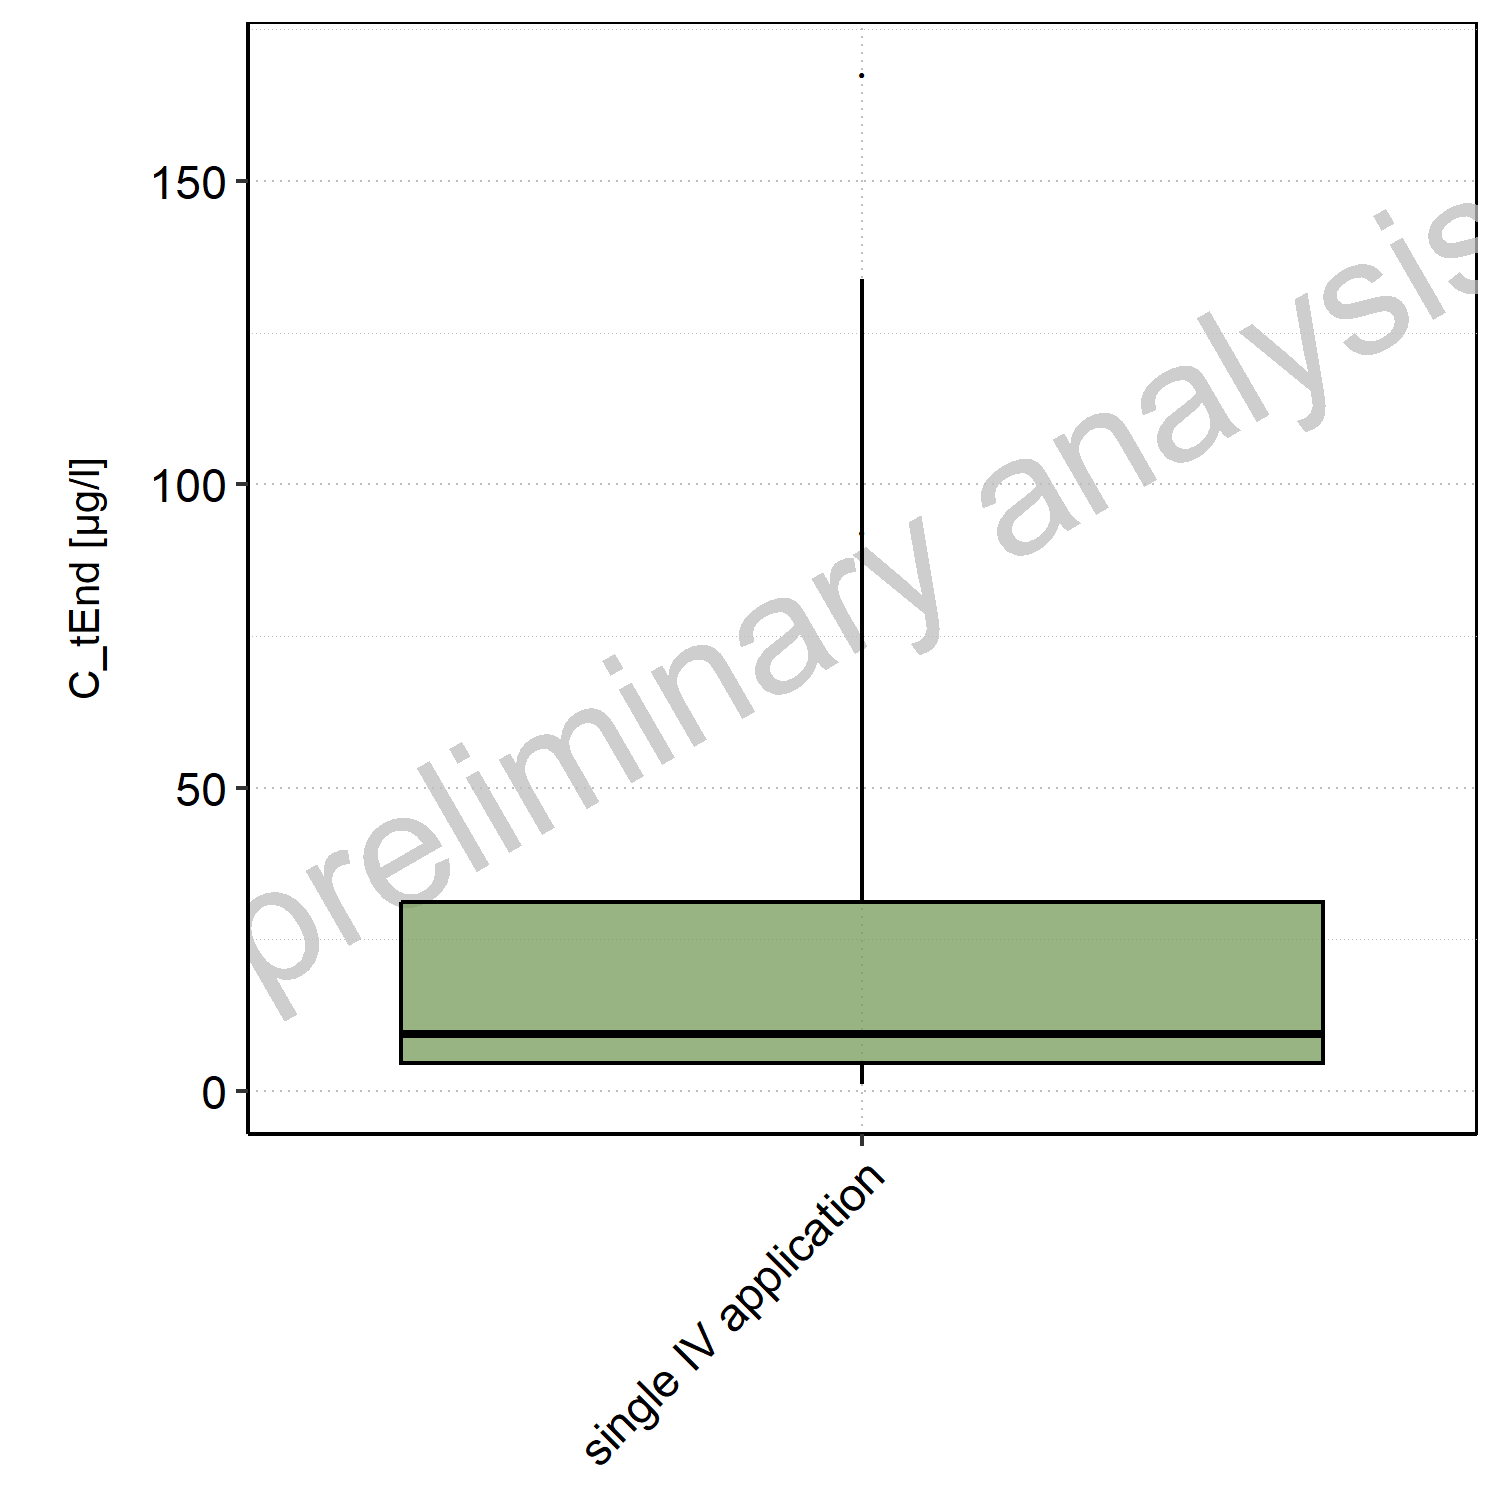 150
100
50
0
C_tEnd [µg/l]
preliminary analysis
single IV application